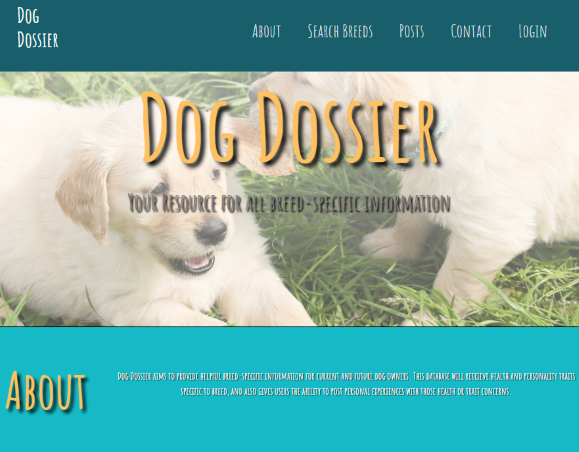 Dog
Dossier
About Search Breeds Posts Contact Login
Dog Dossier
Your Resource for all breed-specific information
About
Dog Dossier aims to provide helpful breed-specific information for current and future dog owners. This database will retrieve health and personality traits
specific to breed, and also gives users the ability to post personal experiences with those health or trait concerns.